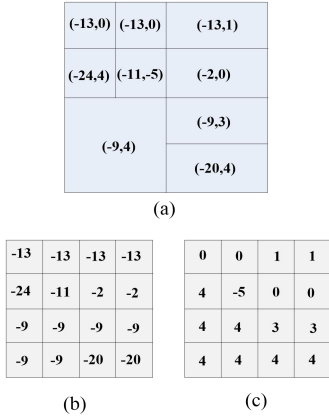 (-13,0) (-13,0) (-13,1)
(-24,4) (-11,-5) (-2,0)
(-9,3)
(-9,4)
(-20,4)
(a)
-13 -13 -13 -13
-24 -11 -2 -2
-9 -9 -9 -9
-9 -9 -20 -20
(b)
0 0 1 1
4 -5 0 0
4 4 3 3
4 4 4 4
(c)